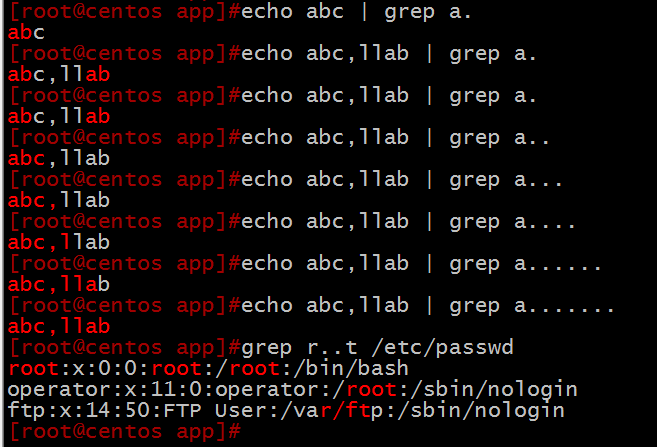 [root@centos app]#echo abc | grep a.
abc
[root@centos app]#echo abc,llab | grep a.
abc,llab
[root@centos app]#echo abc,llab | grep a.
abc,llab
[root@centos app]#echo abc,llab | grep a..
abc,llab
[root@centos app]#echo abc,llab | grep a...
abc,llab
[root@centos app]#echo abc,llab | grep a....
abc,llab
[root@centos app]#echo abc,llab | grep a......
abc,llab
[root@centos app]#echo abc,llab | grep a.......
abc,llab
[root@centos app]#grep r..t /etc/passwd
root:x:0:0:root:/root:/bin/bash
operator:x:11:0:operator:/root:/sbin/nologin
ftp:x:14:50:FTP User:/var/ftp:/sbin/nologin
[root@centos app]#